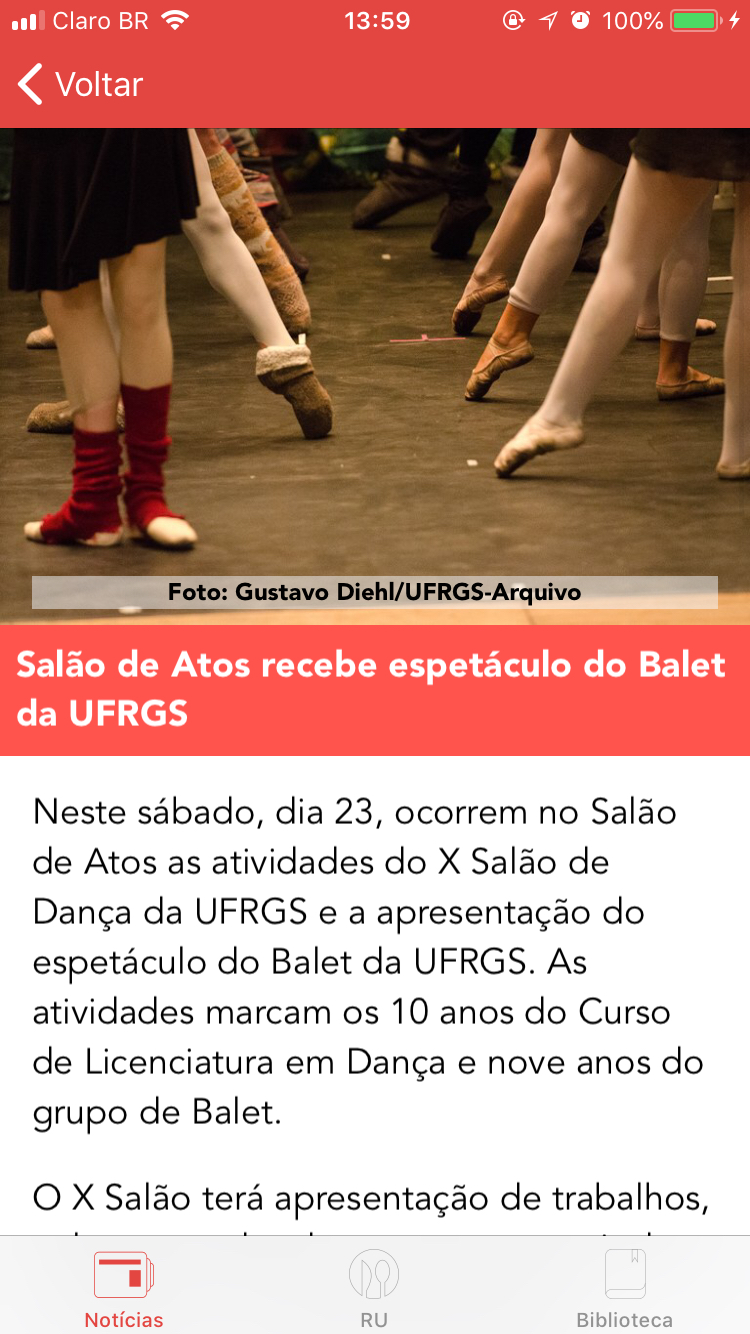 Claro BR 13:59 100%
Voltar
Foto: Gustavo Diehl/UFRGS-Arquivo
Salão de Atos recebe espetáculo do Balet
da UFRGS
Neste sábado, dia 23, ocorrem no Salão
de Atos as atividades do X Salão de
Dança da UFRGS e a apresentação do
espetáculo do Balet da UFRGS. As
atividades marcam os 10 anos do Curso
de Licenciatura em Dança e nove anos do
grupo de Balet.
O X Salão terá apresentação de trabalhos,
Notícias RU Biblioteca